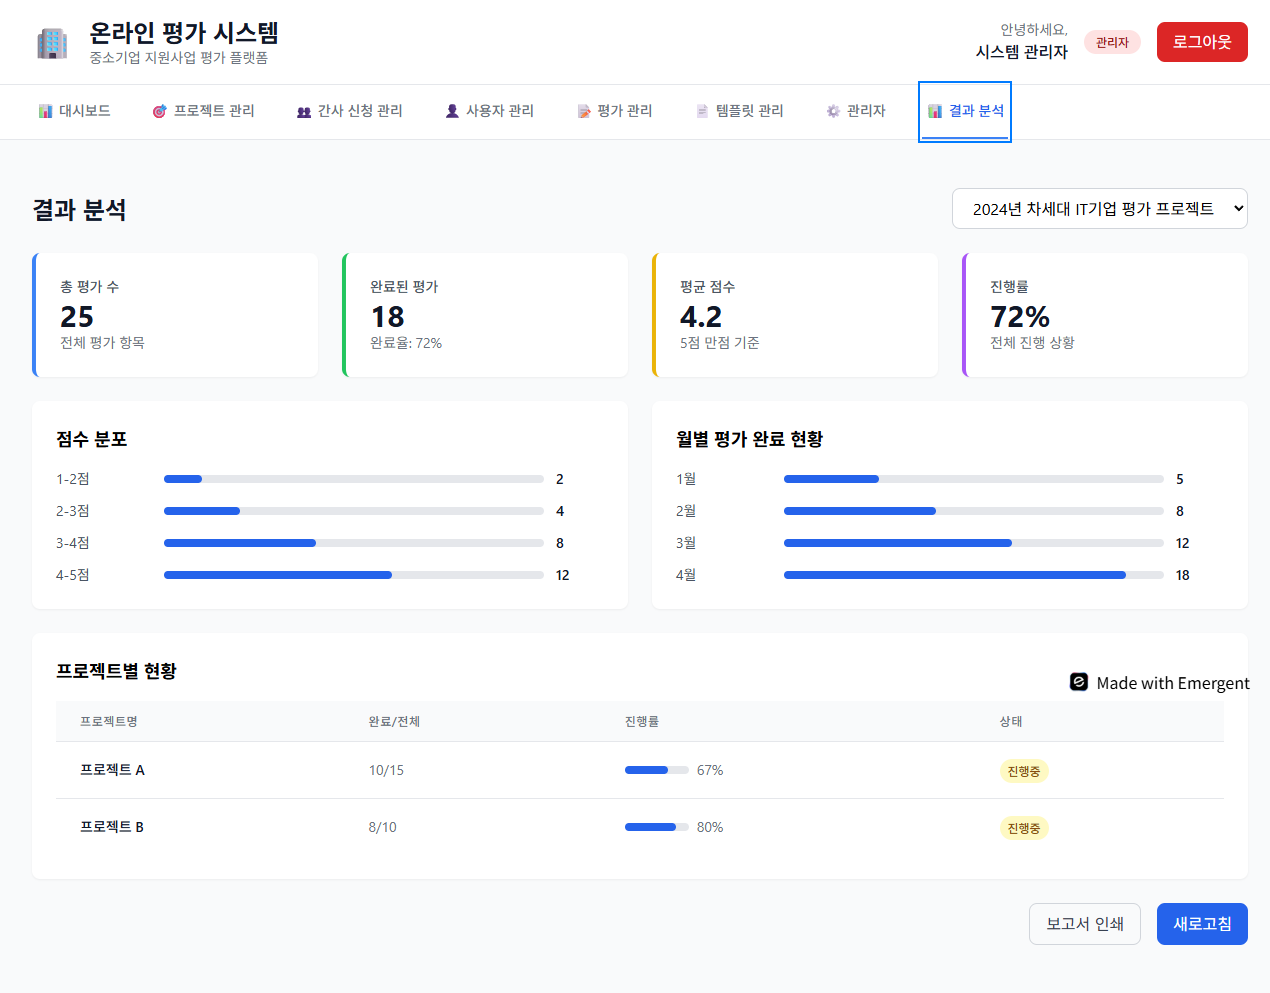 온라인 평가 시스템
중소기업 지원사업 평가 플랫폼
안녕하세요,
시스템 관리자
관리자
로그아웃
대시보드
프로젝트 관리
간사 신청 관리
사용자 관리
평가 관리
템플릿 관리
관리자
결과 분석
결과 분석
2024년 차세대 IT기업 평가 프로젝트
총 평가 수
25
전체 평가 항목
완료된 평가
18
완료율: 72%
평균 점수
4.2
5점 만점 기준
진행률
72%
전체 진행 상황
점수 분포
1-2점 2
2-3점 4
3-4점 8
4-5점 12
월별 평가 완료 현황
1월 5
2월 8
3월 12
4월 18
프로젝트별 현황
Made with Emergent
프로젝트명 완료/전체 진행률 상태
프로젝트 A 10/15 67% 진행중
프로젝트 B 8/10 80% 진행중
보고서 인쇄
새로고침